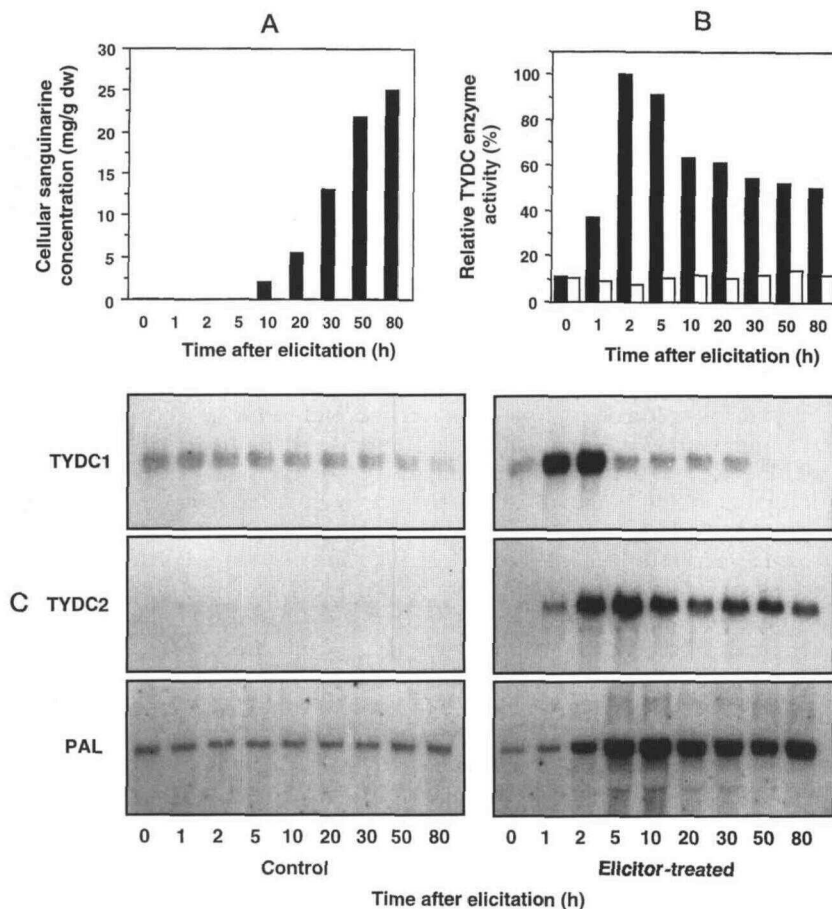 A
Cellular sanguinarine
concentration (mg/g dw)
30
25
20
15
10
5
0
0 1 2 5 10 20 30 50 80
Time after elicitation (h)
B
Relative TYDC enzyme
activity (%)
100
80
60
40
20
10
0
0 1 2 5 10 20 30 50 80
Time after elicitation (h)
C
TYDC1
TYDC2
PAL
0 1 2 5 10 20 30 50 80
Control
0 1 2 5 10 20 30 50 80
Elicitor-treated
Time after elicitation (h)